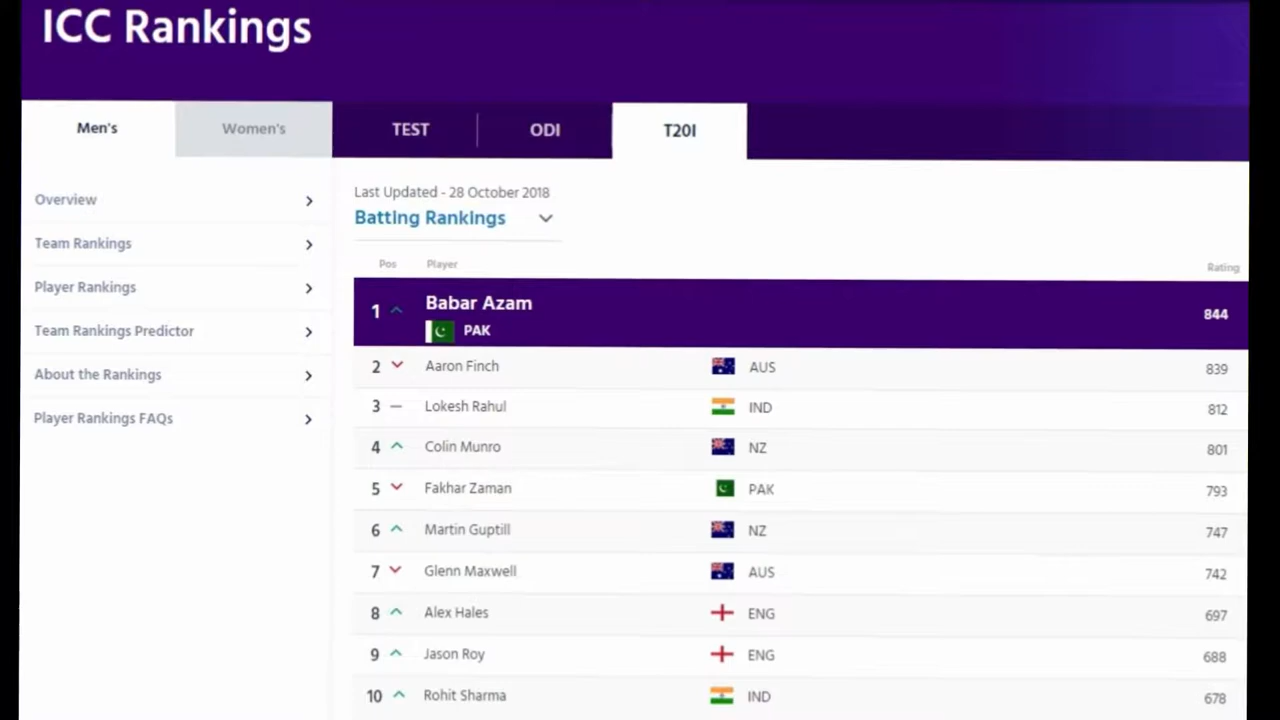 ICC Rankings
Men's Women's TEST ODI T20I
Overview
Team Rankings
Player Rankings
Team Rankings Predictor
About the Rankings
Player Rankings FAQs
Last Updated - 28 October 2018
Batting Rankings
Pos Player Rating
1 Babar Azam 844
PAK
2 Aaron Finch AUS 839
3 Lokesh Rahul IND 812
4 Colin Munro NZ 801
5 Fakhar Zaman PAK 793
6 Martin Guptill NZ 747
7 Glenn Maxwell AUS 742
8 Alex Hales ENG 697
9 Jason Roy ENG 688
10 Rohit Sharma IND 678